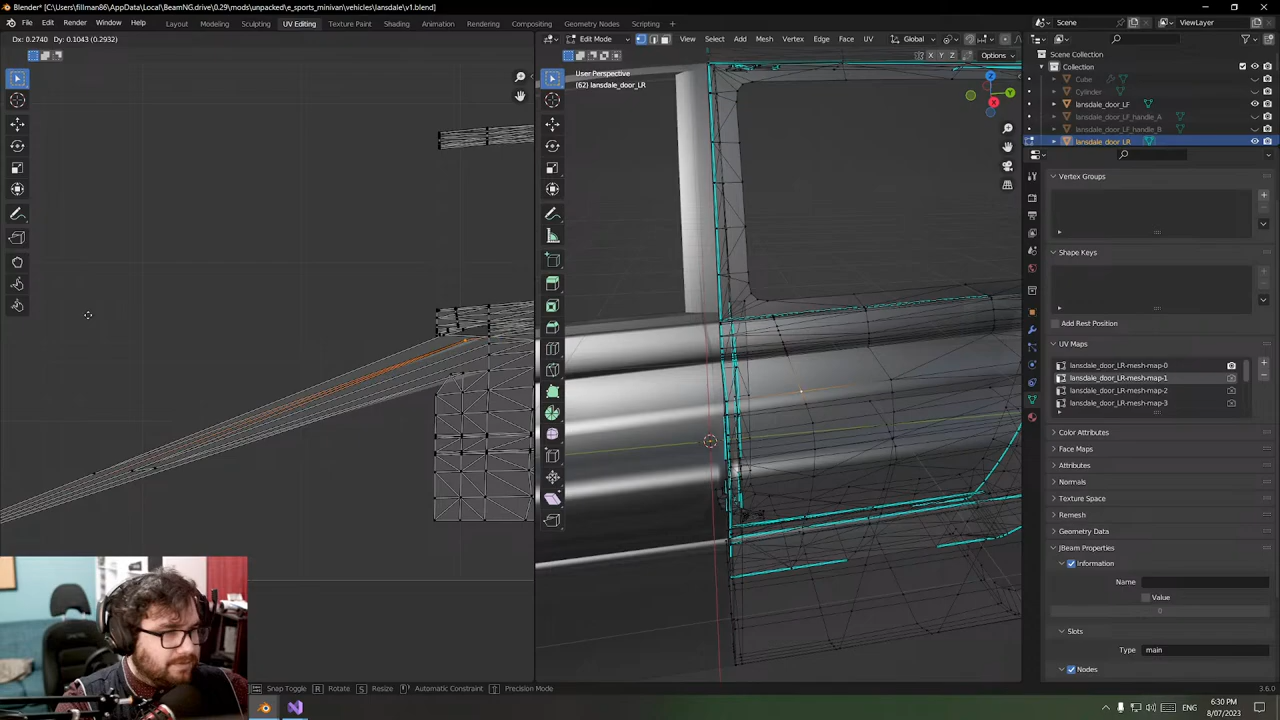 Blender* [C:\Users\fillman86\AppData\Local\BeamNG.drive\0.29\mods\unpacked\e_sports_minivan\vehicles\lansdale\v1.blend]
File Edit Render Window Help Layout Modeling Sculpting UV Editing Texture Paint Shading Animation Rendering Compositing Geometry Nodes Scripting Scene ViewLayer
Dx: 0.2740 Dy: 0.1043 (0.2932)
Edit Mode View Select Add Mesh Vertex Edge Face UV Global
X Y Z Options
User Perspective
(62) lansdale_door_LR
Z
Y
X
Scene Collection
Collection
Cube
Cylinder
lansdale_door_LF
lansdale_door_LF_handle_A
lansdale_door_LF_handle_B
lansdale_door_LR
Vertex Groups
Shape Keys
Add Rest Position
UV Maps
lansdale_door_LR-mesh-map-0
lansdale_door_LR-mesh-map-1
lansdale_door_LR-mesh-map-2
lansdale_door_LR-mesh-map-3
Color Attributes
Face Maps
Attributes
Normals
Texture Space
Remesh
Geometry Data
JBeam Properties
Information
Name
Value
0
Slots
Type main
Nodes
Snap Toggle R Rotate S Resize Automatic Constraint Precision Mode
3.6.0
ENG
6:30 PM
8/07/2023